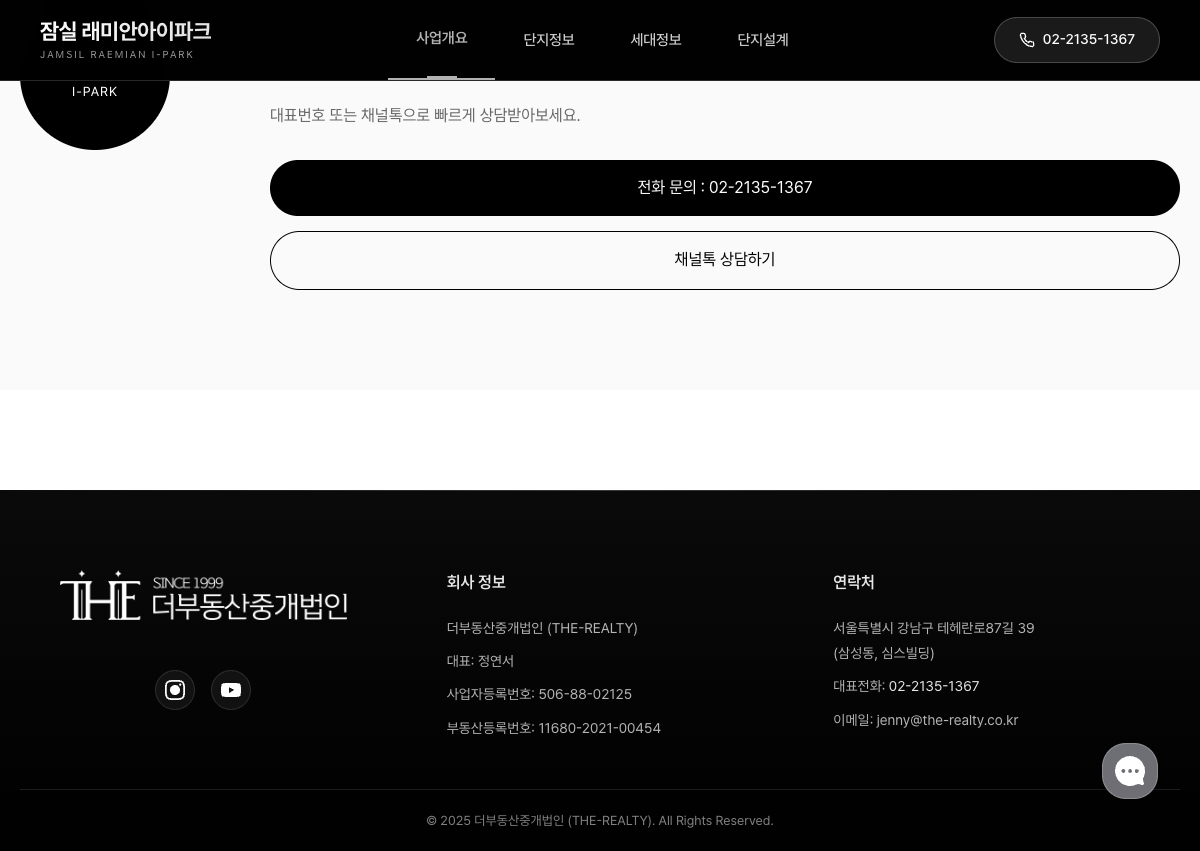 잠실 래미안아이파크
JAMSIL RAEMIAN I-PARK
사업개요
단지정보
세대정보
단지설계
02-2135-1367
I-PARK
대표번호 또는 채널톡으로 빠르게 상담받아보세요.
전화 문의 : 02-2135-1367
채널톡 상담하기
THE SINCE 1999
더부동산중개법인
회사 정보
더부동산중개법인 (THE-REALTY)
대표: 정연서
사업자등록번호: 506-88-02125
부동산등록번호: 11680-2021-00454
연락처
서울특별시 강남구 테헤란로87길 39
(삼성동, 심스빌딩)
대표전화: 02-2135-1367
이메일: jenny@the-realty.co.kr
© 2025 더부동산중개법인 (THE-REALTY). All Rights Reserved.